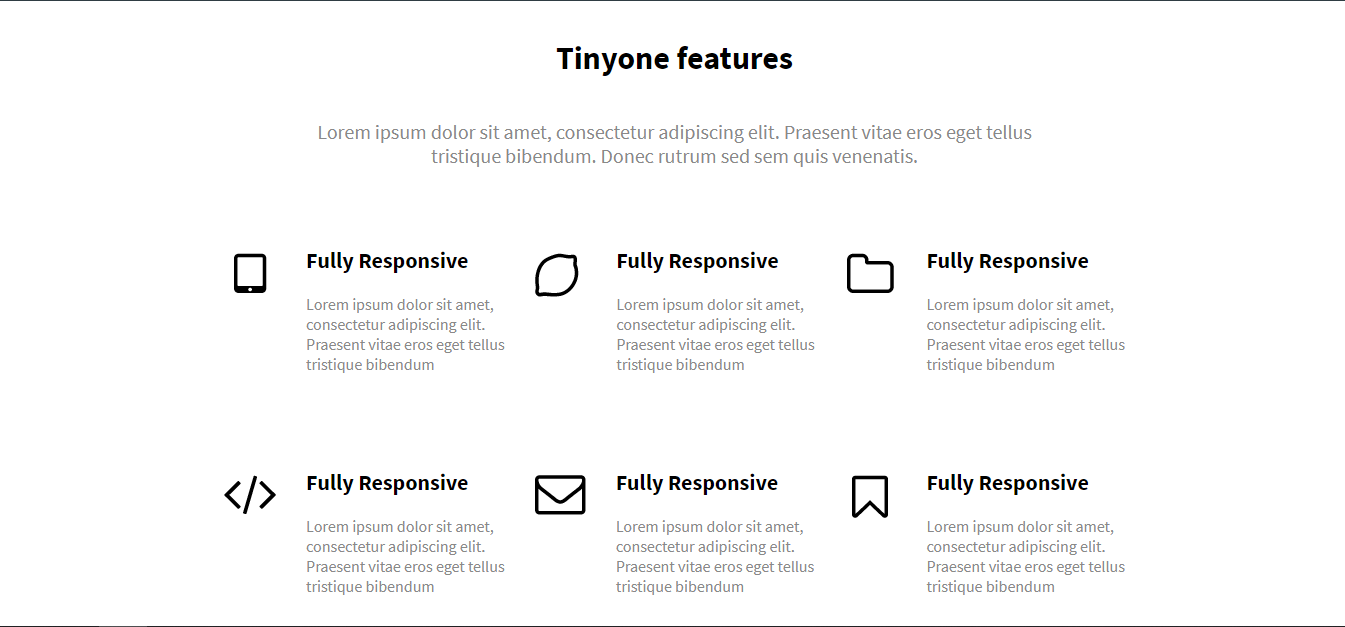 Tinyone features
Lorem ipsum dolor sit amet, consectetur adipiscing elit. Praesent vitae eros eget tellus
tristique bibendum. Donec rutrum sed sem quis venenatis.
Fully Responsive
Lorem ipsum dolor sit amet,
consectetur adipiscing elit.
Praesent vitae eros eget tellus
tristique bibendum
Fully Responsive
Lorem ipsum dolor sit amet,
consectetur adipiscing elit.
Praesent vitae eros eget tellus
tristique bibendum
Fully Responsive
Lorem ipsum dolor sit amet,
consectetur adipiscing elit.
Praesent vitae eros eget tellus
tristique bibendum
Fully Responsive
Lorem ipsum dolor sit amet,
consectetur adipiscing elit.
Praesent vitae eros eget tellus
tristique bibendum
Fully Responsive
Lorem ipsum dolor sit amet,
consectetur adipiscing elit.
Praesent vitae eros eget tellus
tristique bibendum
Fully Responsive
Lorem ipsum dolor sit amet,
consectetur adipiscing elit.
Praesent vitae eros eget tellus
tristique bibendum